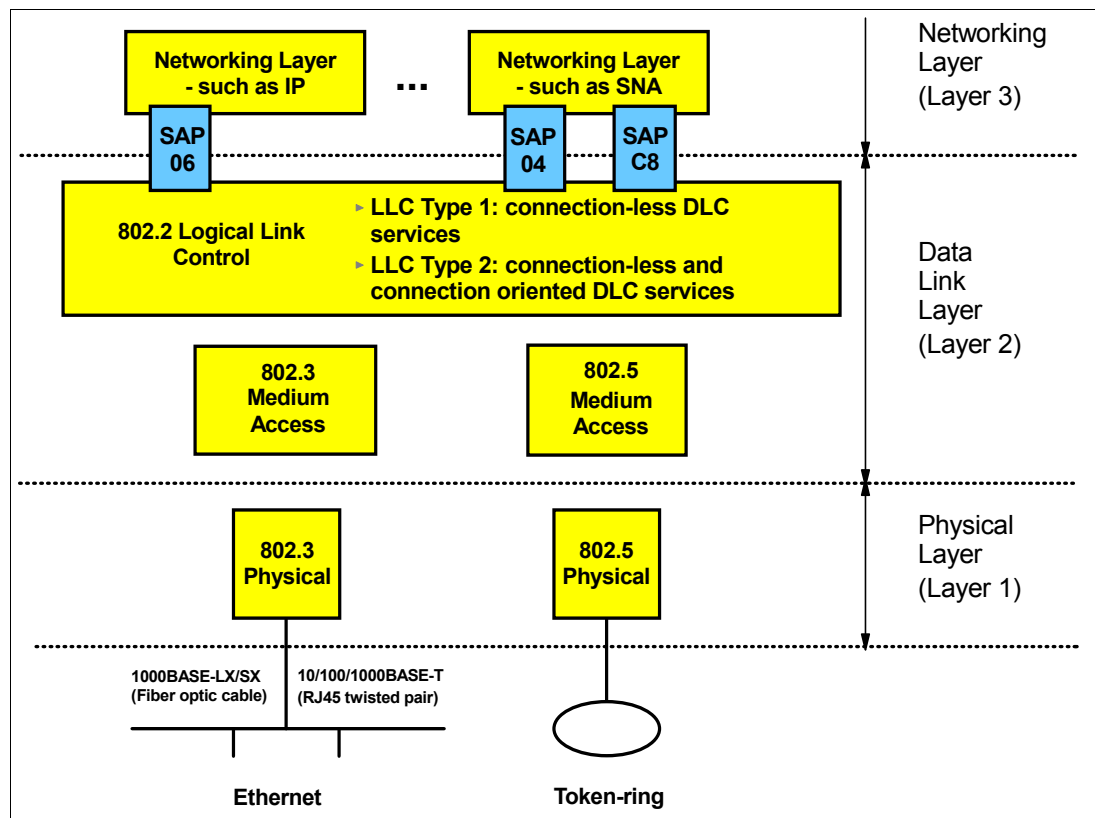 Networking Layer
- such as IP
...
Networking Layer
- such as SNA
Networking
Layer
(Layer 3)
SAP
06
SAP
04
SAP
C8
802.2 Logical Link
Control
▸ LLC Type 1: connection-less DLC
services
▸ LLC Type 2: connection-less and
connection oriented DLC services
Data
Link
Layer
(Layer 2)
802.3
Medium
Access
802.5
Medium
Access
802.3
Physical
802.5
Physical
Physical
Layer
(Layer 1)
1000BASE-LX/SX
(Fiber optic cable)
10/100/1000BASE-T
(RJ45 twisted pair)
Ethernet
Token-ring